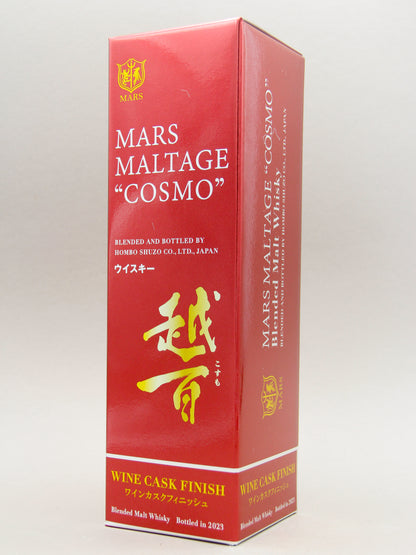 MARS
MARS
MALTAGE
“COSMO”
BLENDED AND BOTTLED BY
HOMBO SHUZO CO., LTD., JAPAN
ウイスキー
越百
こすも
WINE CASK FINISH
ワインカスクフィニッシュ
Blended Malt Whisky Bottled in 2023
MARS MALTAGE “COSMO”
Blended Malt Whisky
BLENDED AND BOTTLED BY HOMBO SHUZO CO., LTD., JAPAN
MARS
WINE CASK FINISH
ワインカスクフィニッシュ
Blended Malt Whisky Bottled in 2023